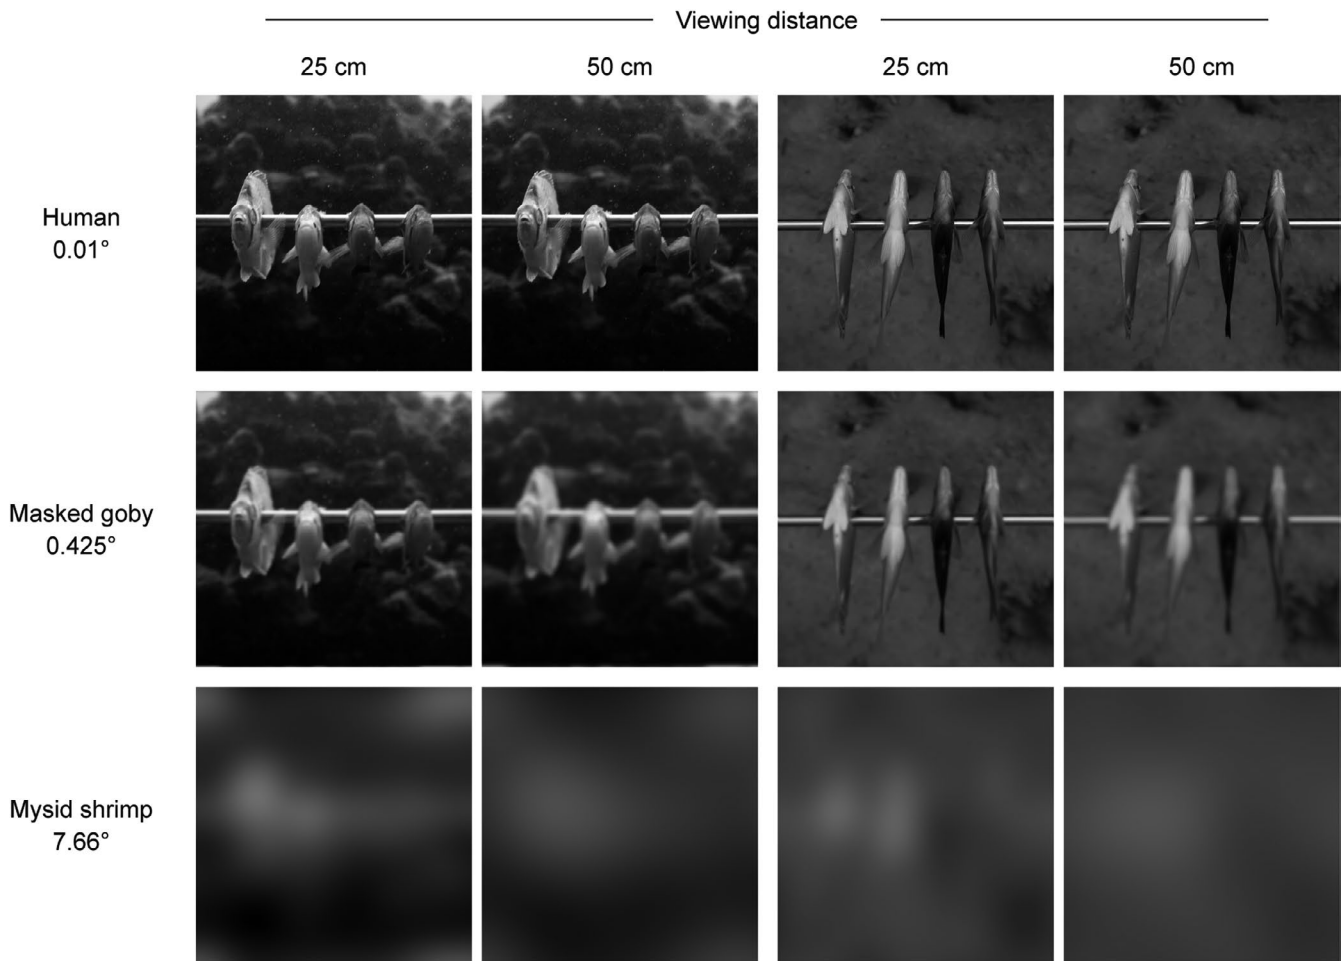 Viewing distance
25 cm
50 cm
25 cm
50 cm
Human
0.01°
Masked goby
0.425°
Mysid shrimp
7.66°